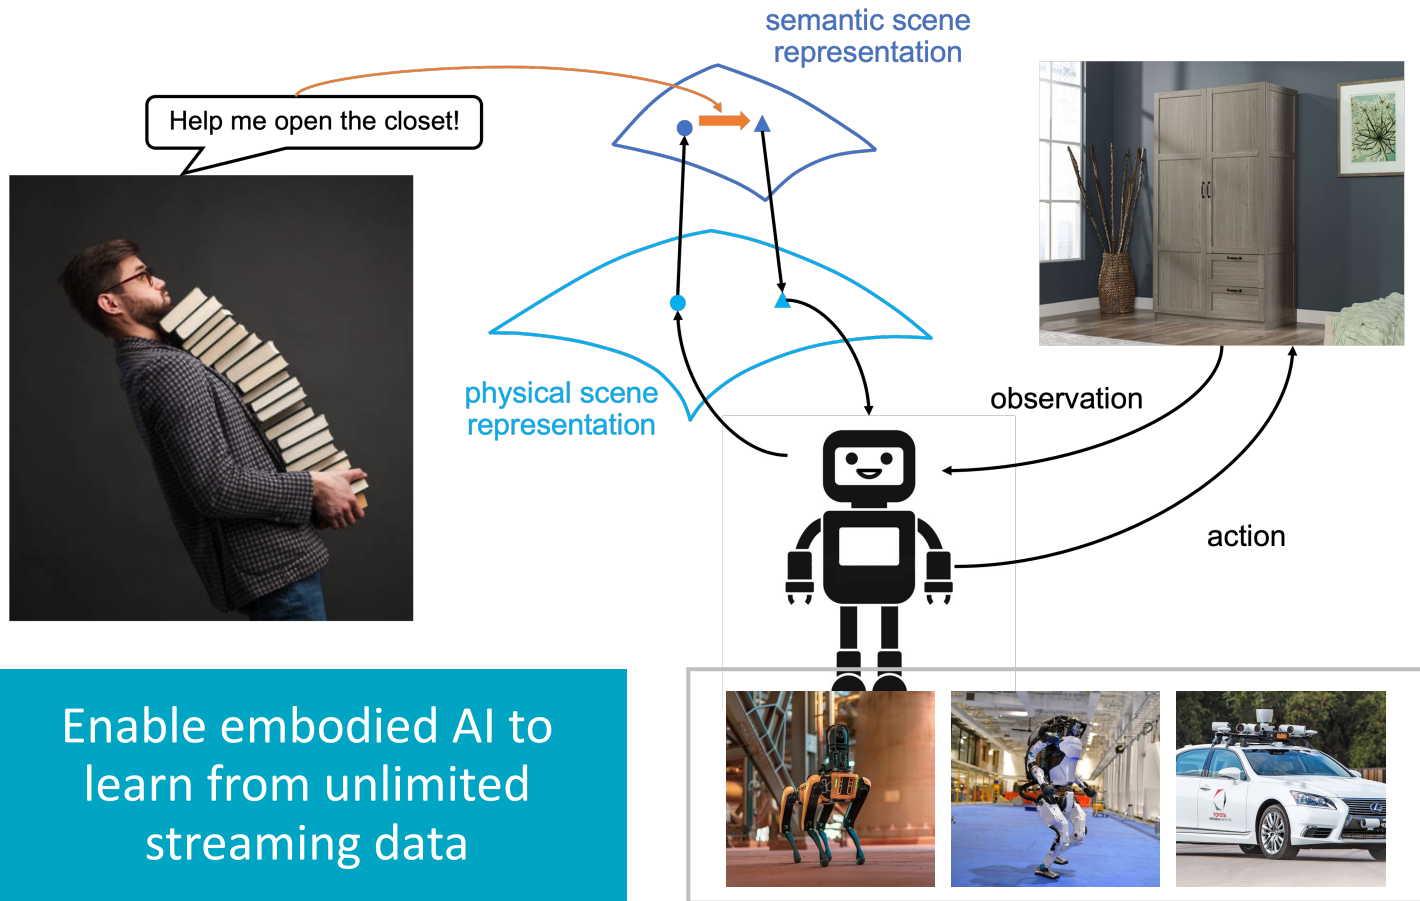 semantic scene
representation
Help me open the closet!
physical scene
representation
observation
action
Enable embodied AI to
learn from unlimited
streaming data
TOYOTA